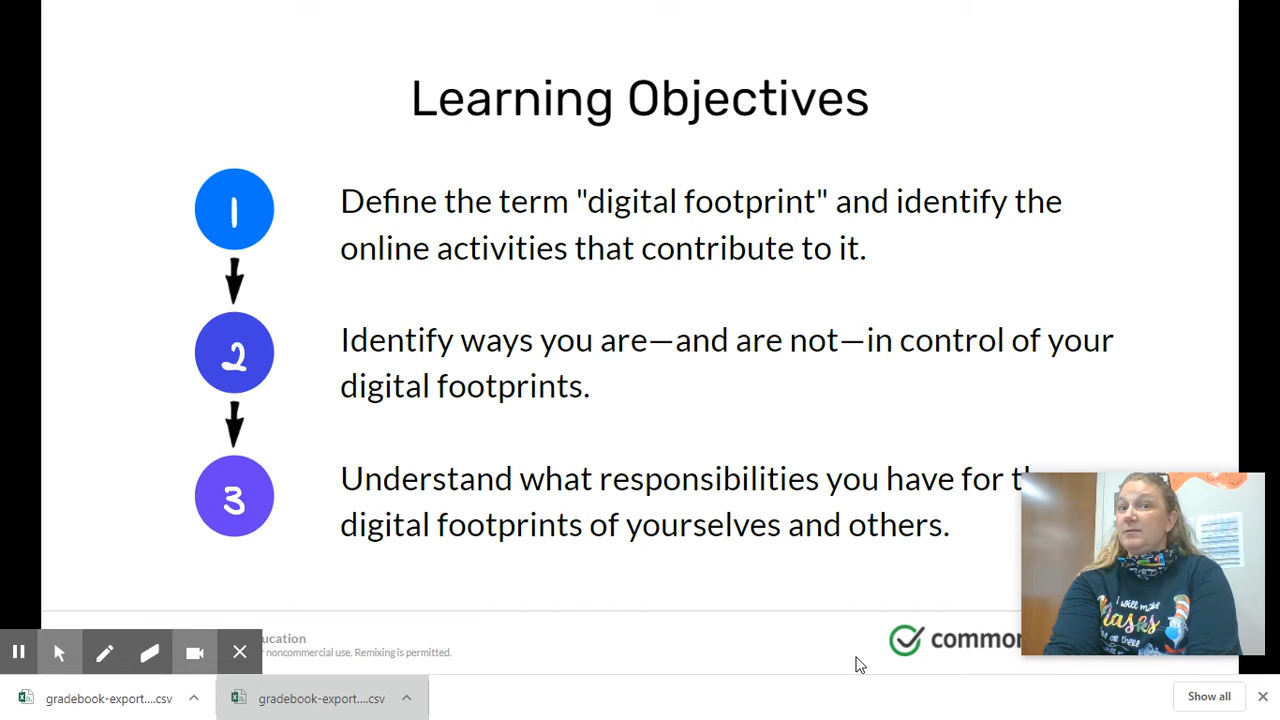 Learning Objectives
1
Define the term "digital footprint" and identify the
online activities that contribute to it.
2
Identify ways you are—and are not—in control of your
digital footprints.
3
Understand what responsibilities you have for
digital footprints of yourselves and others.
I will make
noncommercial use. Remixing is permitted.
gradebook-export....csv
gradebook-export....csv
Show all